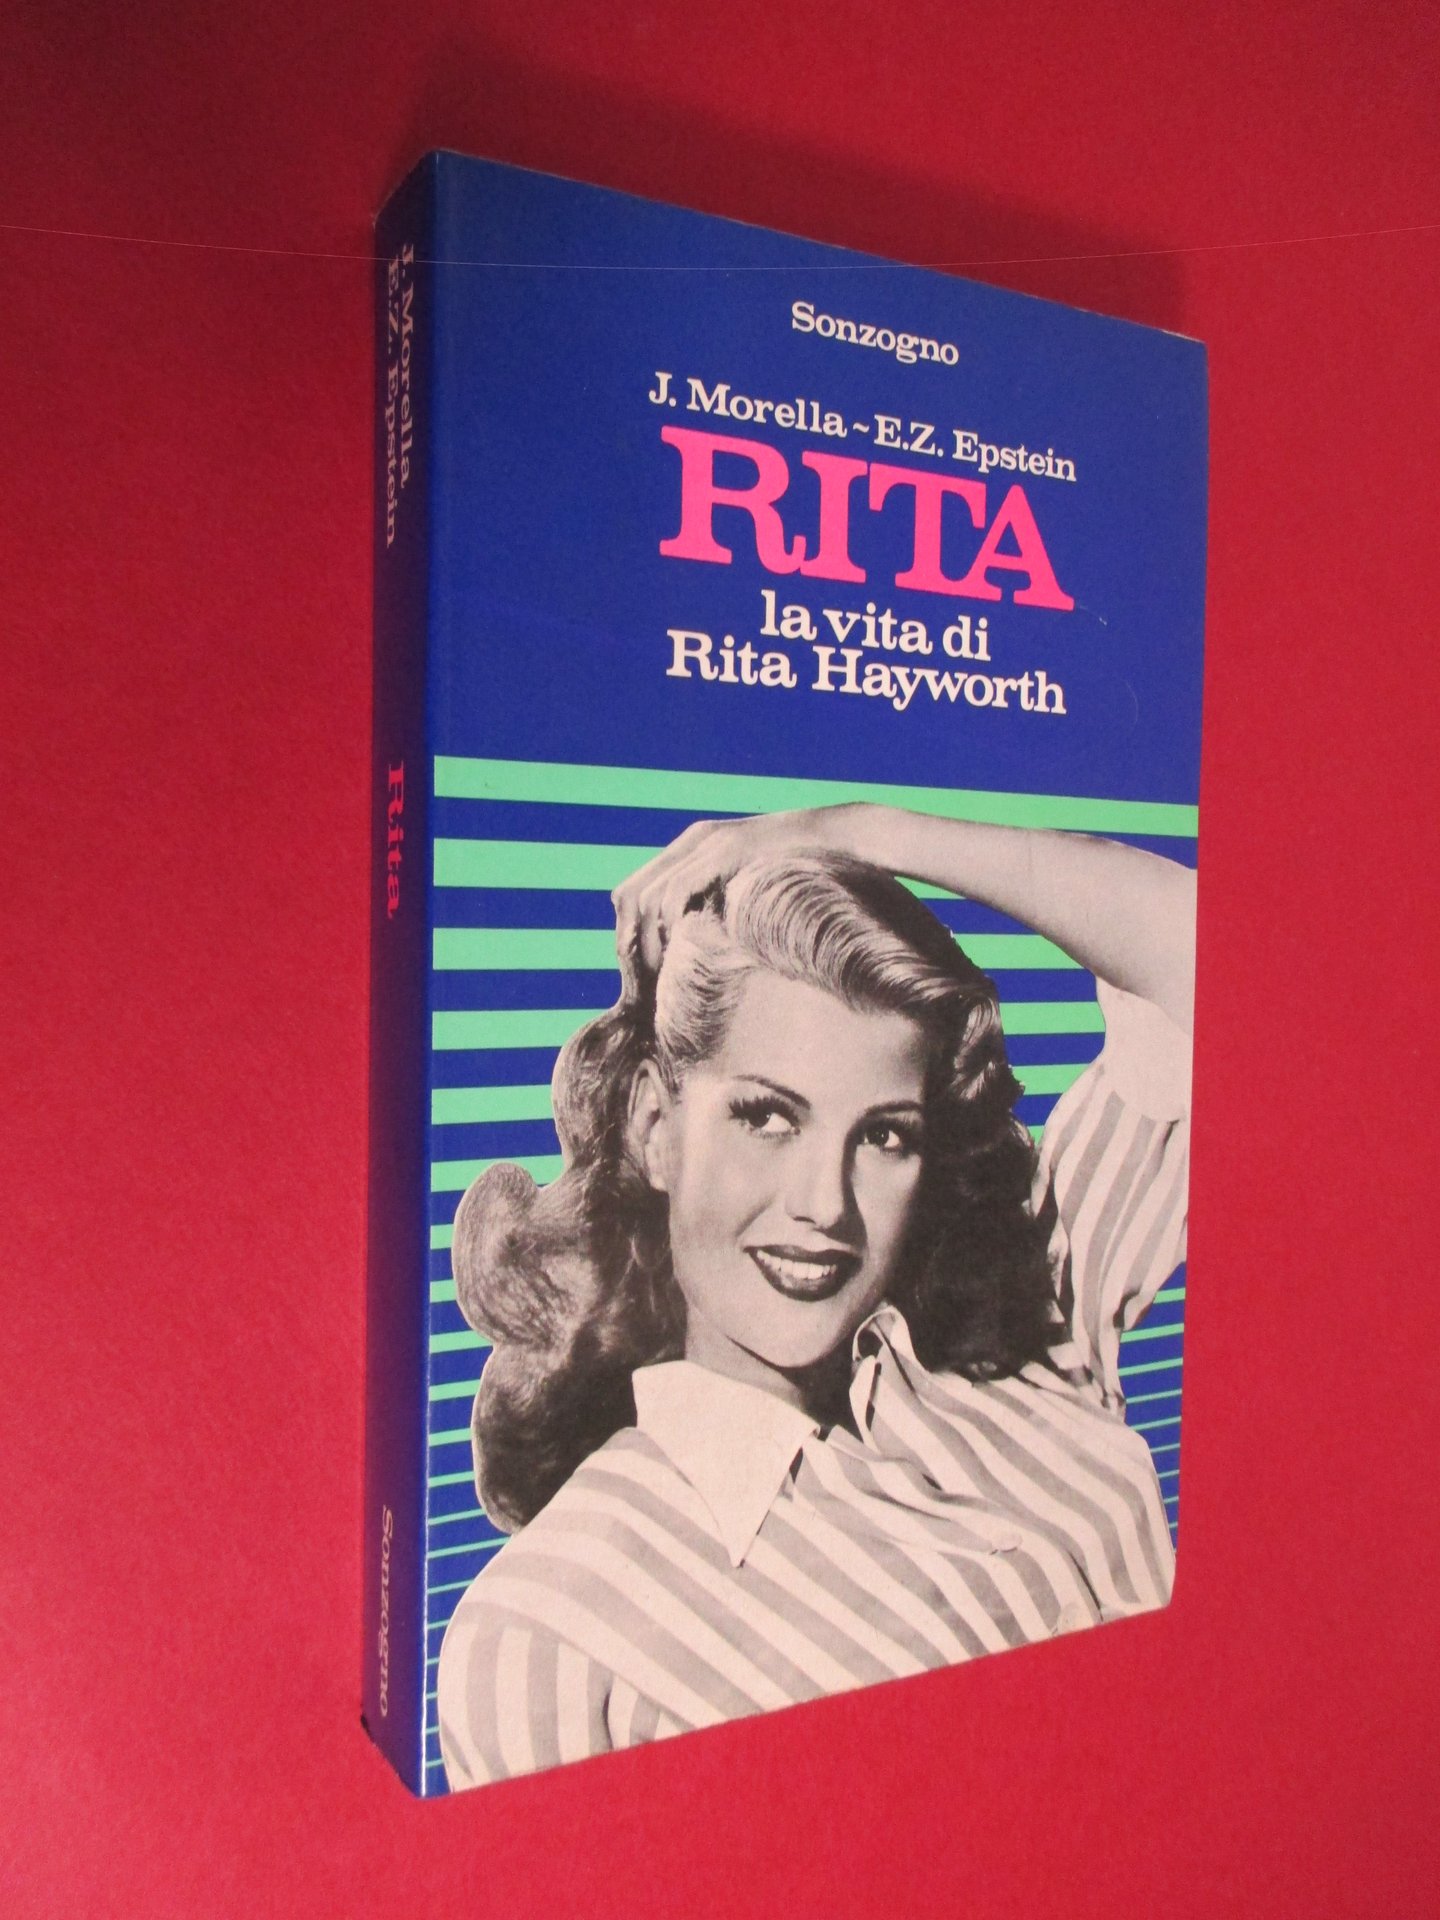 Sonzogno
J. Morella~E.Z. Epstein
RITA
la vita di
Rita Hayworth
J. Morella
E.Z. Epstein
Rita
Sonzogno